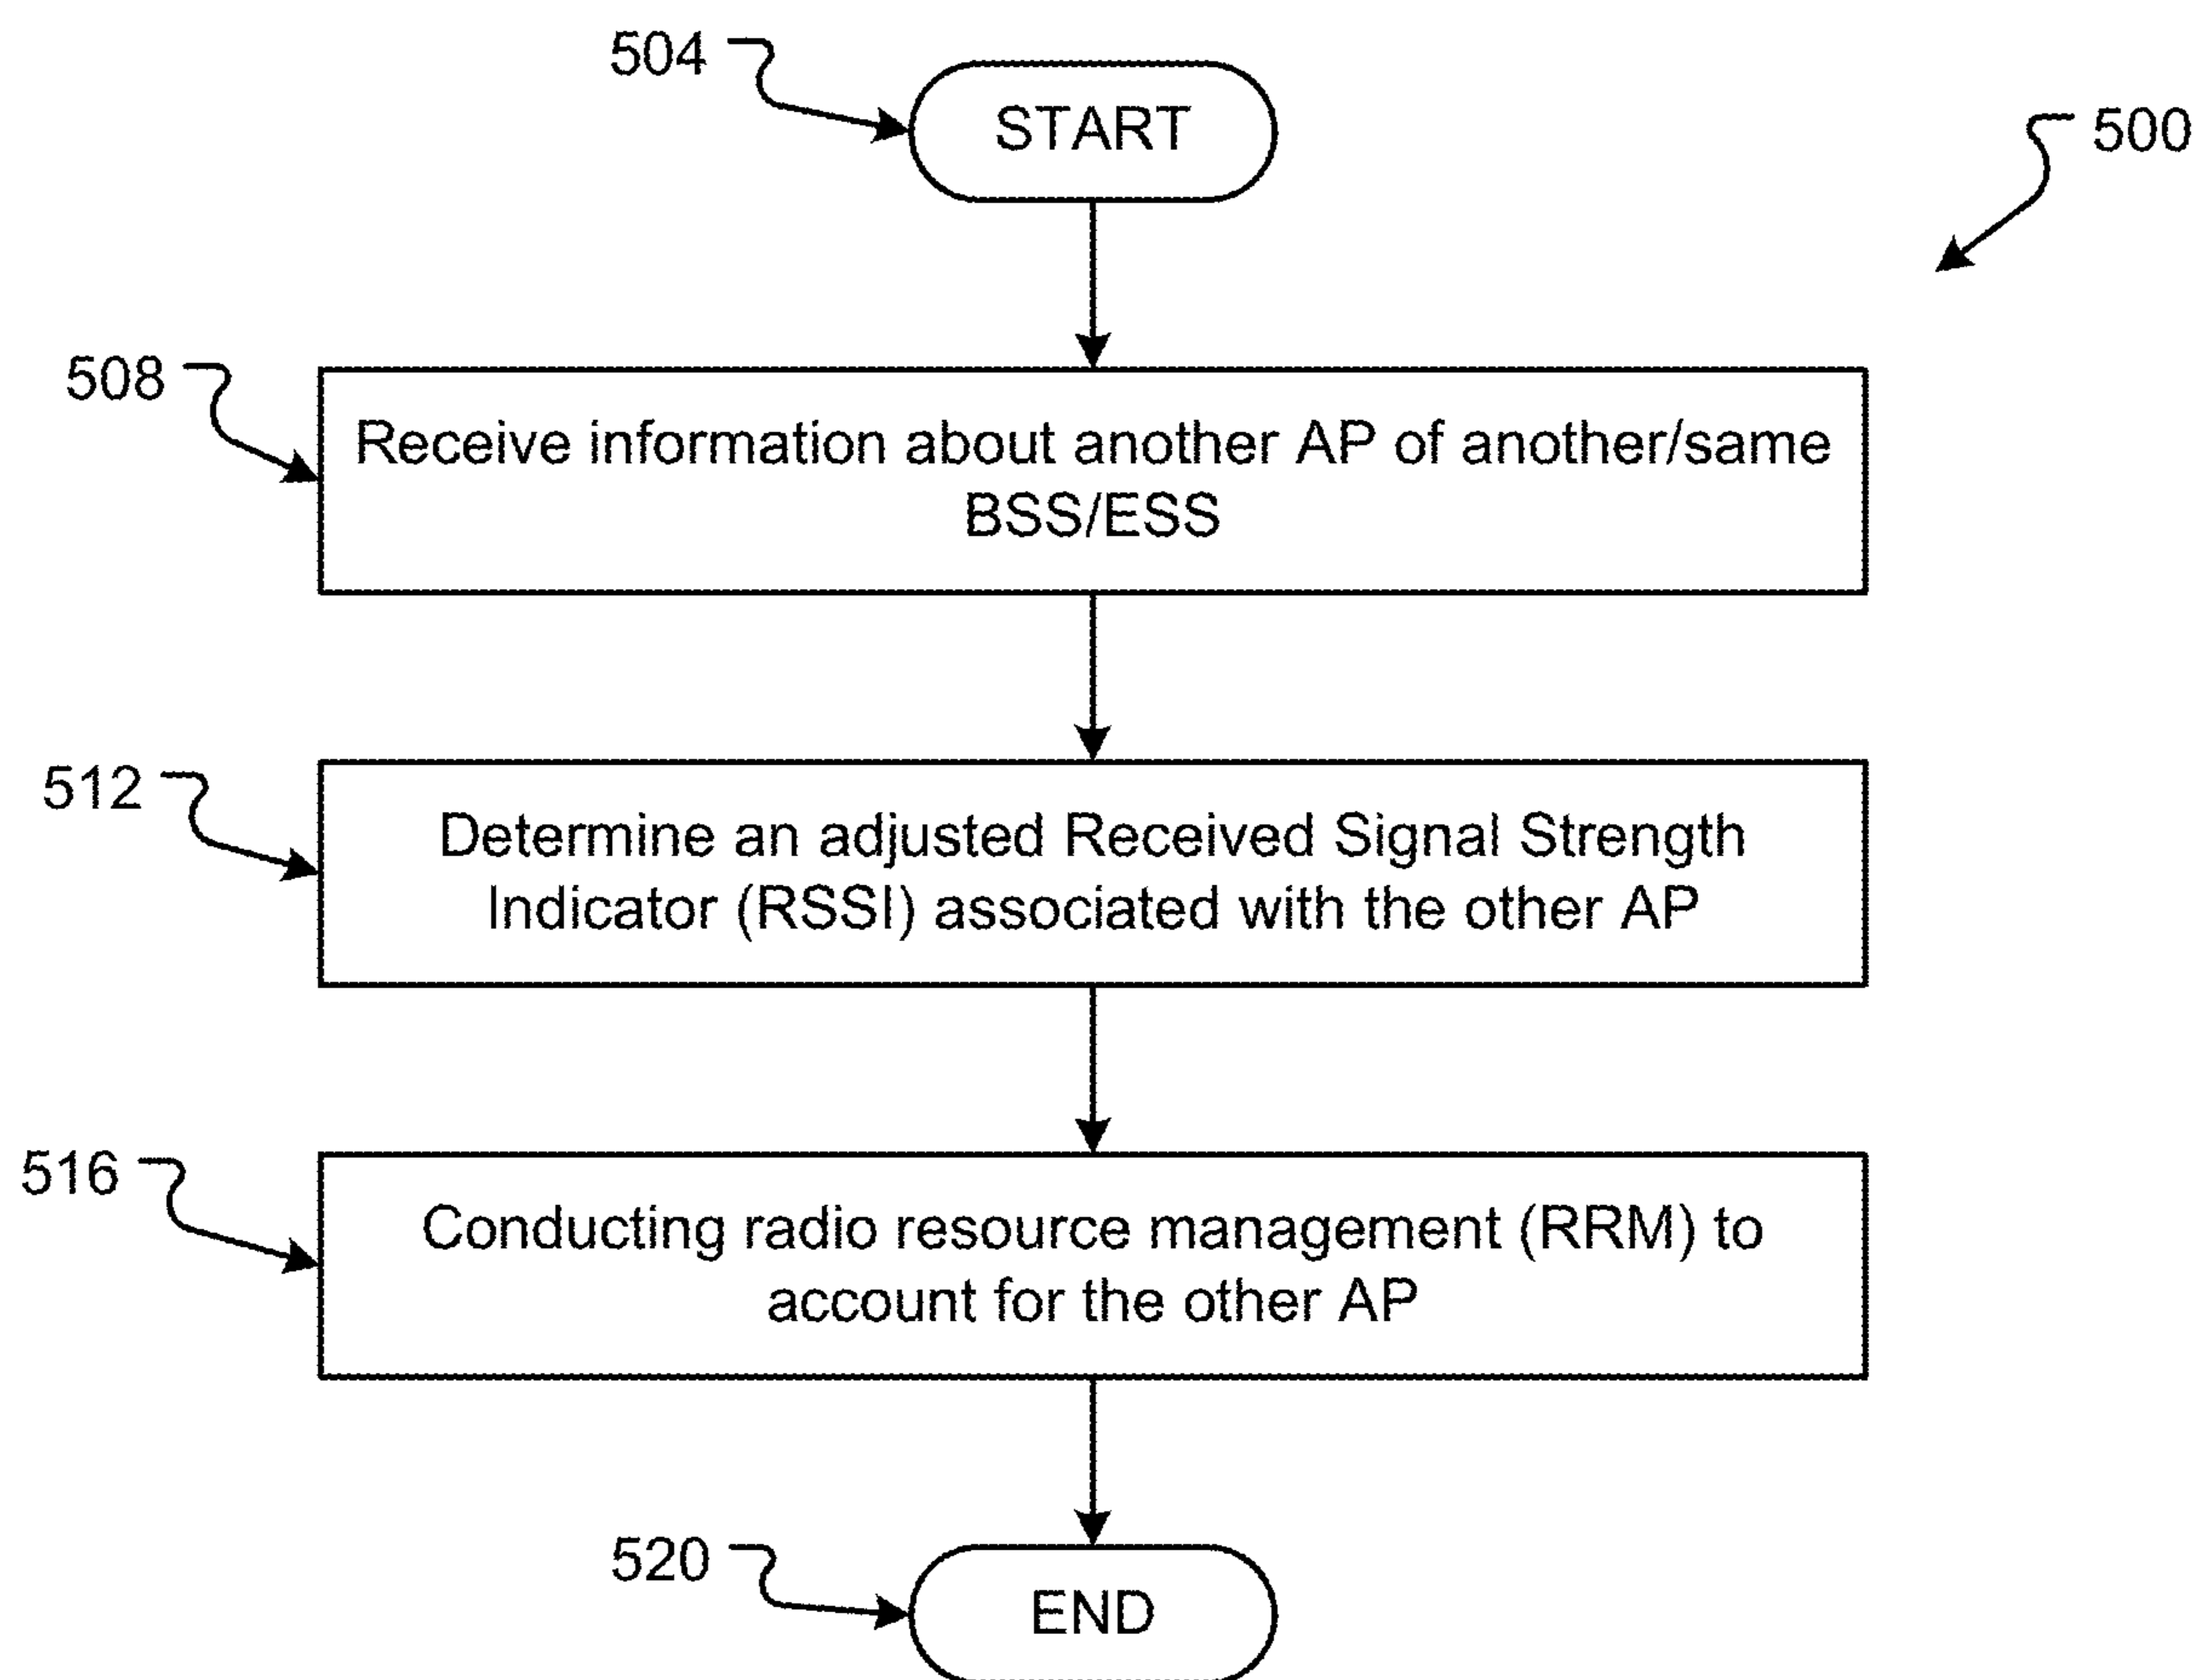 504
START
500
508
Receive information about another AP of another/same
BSS/ESS
512
Determine an adjusted Received Signal Strength
Indicator (RSSI) associated with the other AP
516
Conducting radio resource management (RRM) to
account for the other AP
520
END